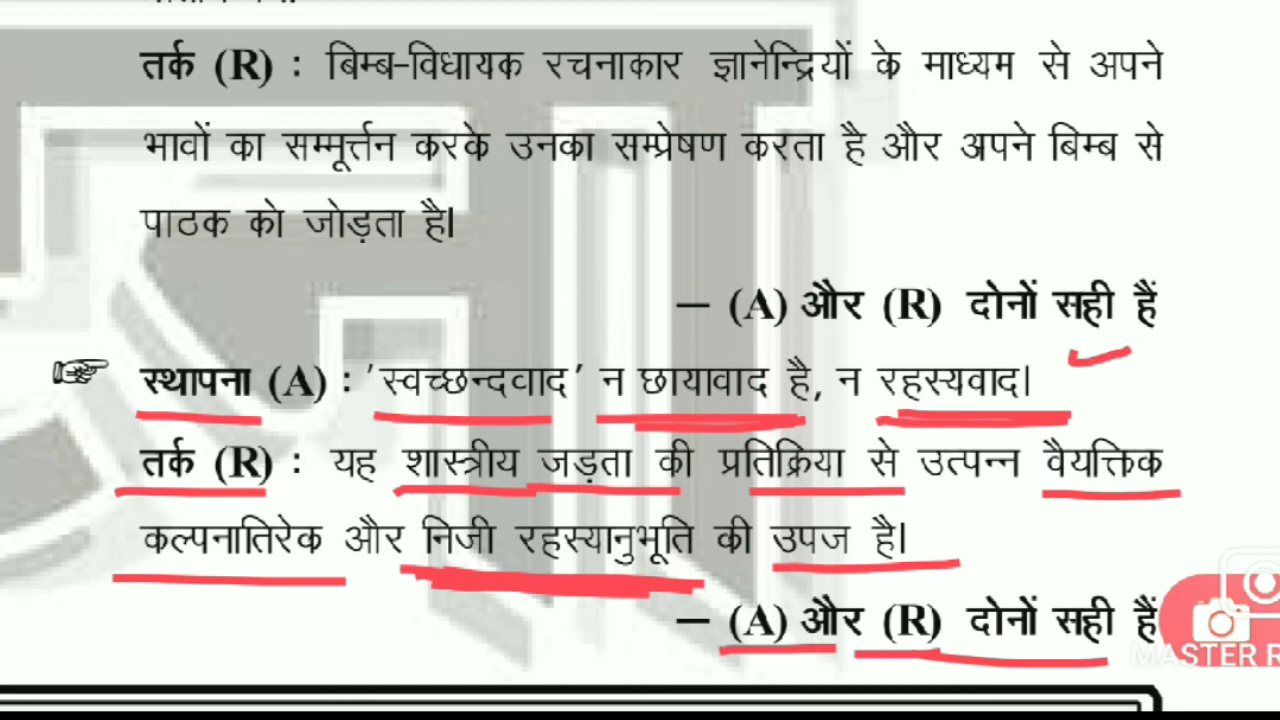 तर्क (R) : बिम्ब-विधायक रचनाकार ज्ञानेन्द्रियों के माध्यम से अपने
भावों का सम्मूर्त्तन करके उनका सम्प्रेषण करता है और अपने बिम्ब से
पाठक को जोड़ता है।
– (A) और (R) दोनों सही हैं
स्थापना (A) : 'स्वच्छन्दवाद' न छायावाद है, न रहस्यवाद।
तर्क (R) : यह शास्त्रीय जड़ता की प्रतिक्रिया से उत्पन्न वैयक्तिक
कल्पनातिरेक और निजी रहस्यानुभूति की उपज है।
– (A) और (R) दोनों सही हैं
MASTER R